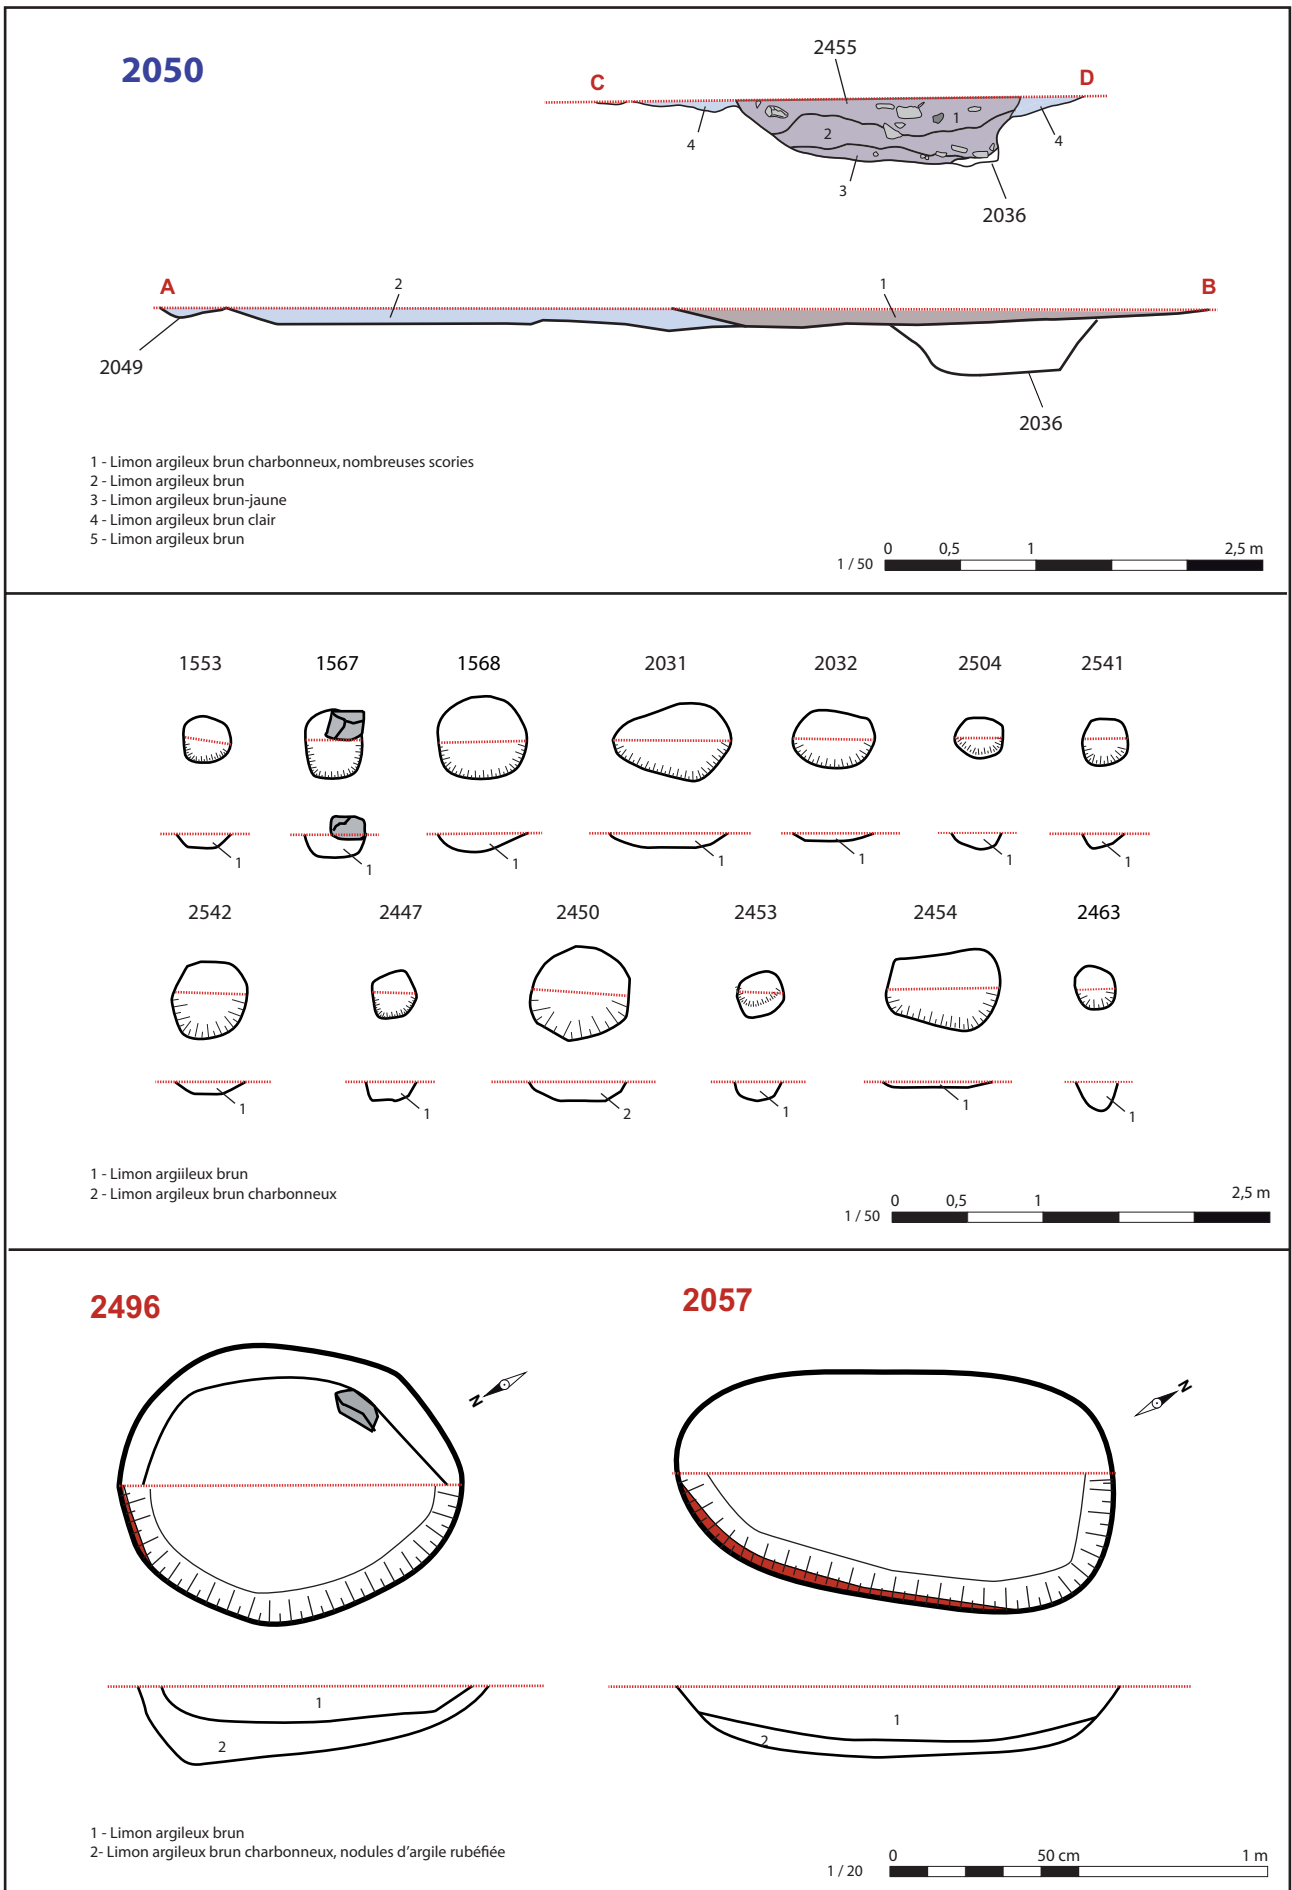 2050
2455
C D
4 2 1 4
3
2036
A 2 1 B
2049
2036
1 - Limon argileux brun charbonneux, nombreuses scories
2 - Limon argileux brun
3 - Limon argileux brun-jaune
4 - Limon argileux brun clair
5 - Limon argileux brun
0 0,5 1 2,5 m
1 / 50
1553 1567 1568 2031 2032 2504 2541
1 1 1 1 1 1 1
2542 2447 2450 2453 2454 2463
1 1 2 1 1 1
1 - Limon argiileux brun
2 - Limon argileux brun charbonneux
0 0,5 1 2,5 m
1 / 50
2496 2057
N N
1 1
2 2
1 - Limon argileux brun
2- Limon argileux brun charbonneux, nodules d'argile rubéfiée
0 50 cm 1 m
1 / 20